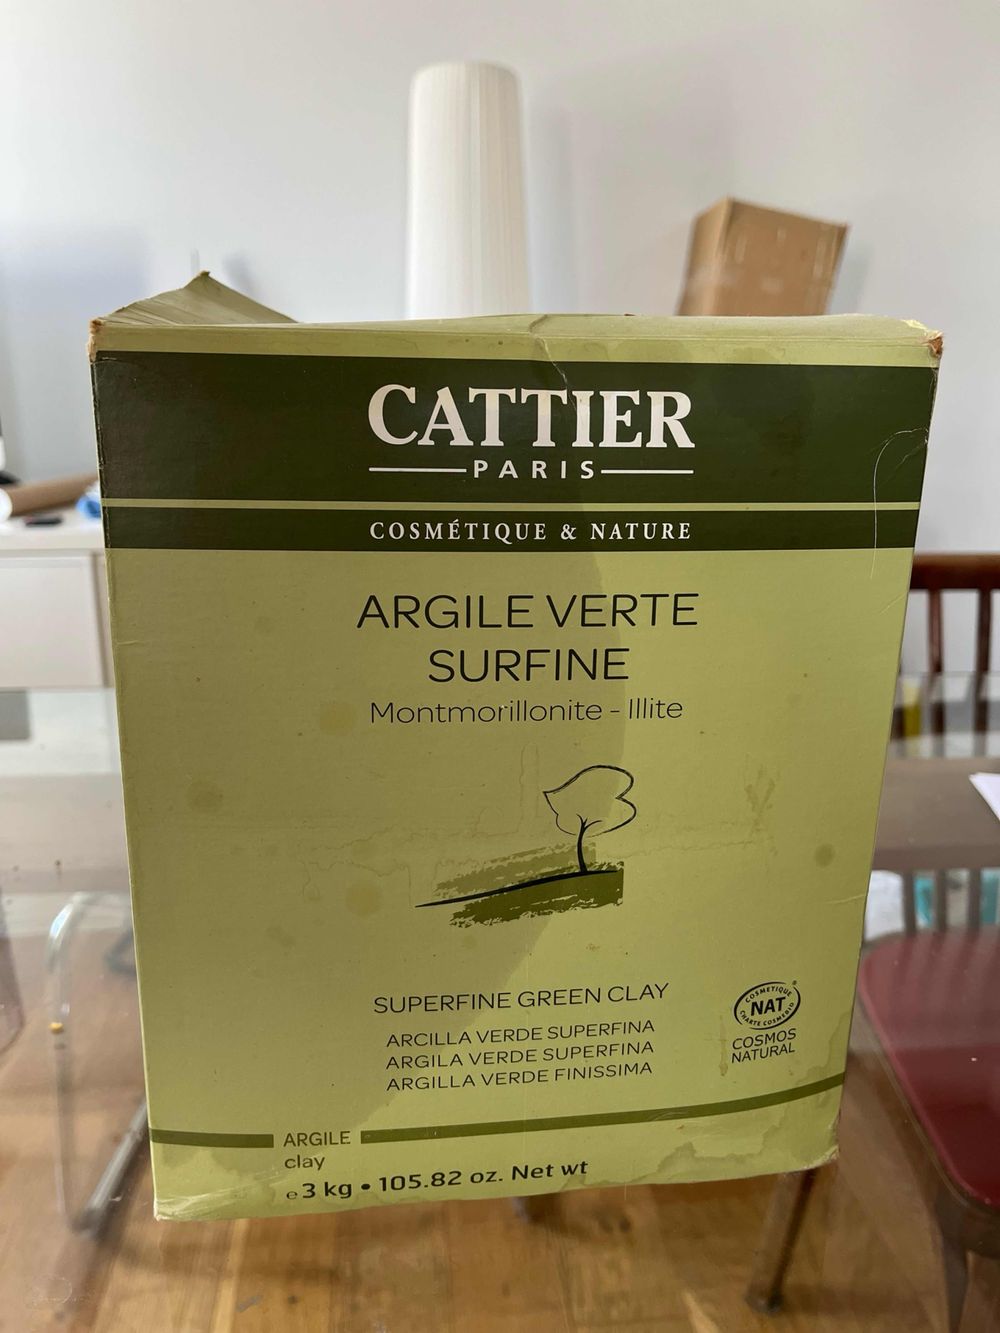 CATTIER
PARIS
COSMÉTIQUE & NATURE
ARGILE VERTE
SURFINE
Montmorillonite - Illite
SUPERFINE GREEN CLAY
ARCILLA VERDE SUPERFINA
ARGILA VERDE SUPERFINA
ARGILLA VERDE FINISSIMA
COSMETIQUE
NAT
CHARTE COSMEBIO
®
COSMOS
NATURAL
ARGILE
clay
℮ 3 kg • 105.82 oz. Net wt